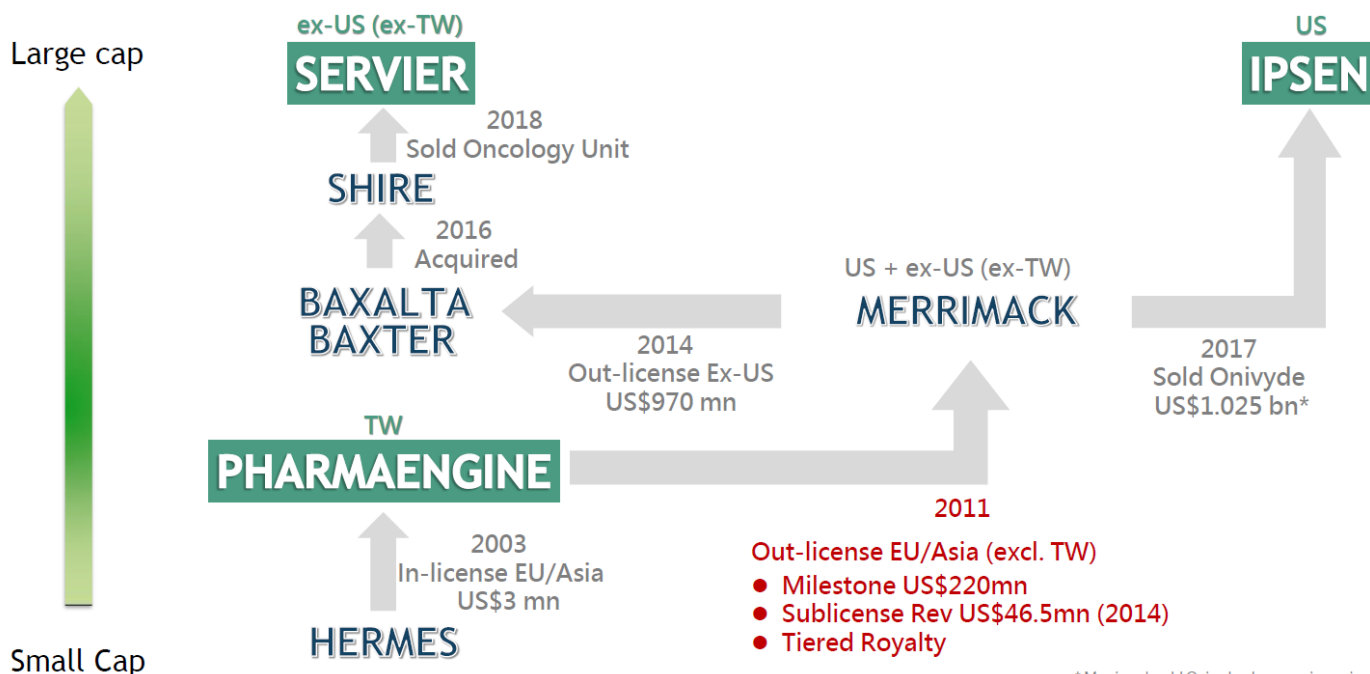 Large cap
ex-US (ex-TW)
SERVIER
US
IPSEN
2018
Sold Oncology Unit
SHIRE
2016
Acquired
US + ex-US (ex-TW)
BAXALTA
BAXTER
MERRIMACK
2014
Out-license Ex-US
US$970 mn
2017
Sold Onivyde
US$1.025 bn*
TW
PHARMAENGINE
2003
In-license EU/Asia
US$3 mn
2011
Out-license EU/Asia (excl. TW)
● Milestone US$220mn
● Sublicense Rev US$46.5mn (2014)
● Tiered Royalty
HERMES
Small Cap